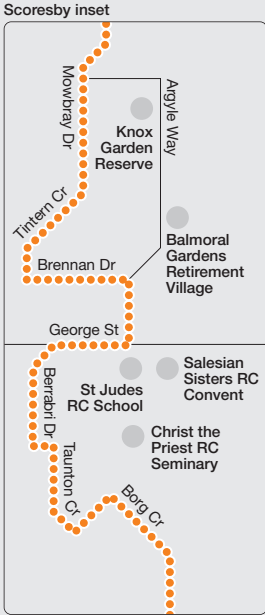 Scoresby inset
Mowbray Dr
Argyle Way
Knox
Garden
Reserve
Tintern Cr
Balmoral
Gardens
Retirement
Village
Brennan Dr
George St
Berrabri Dr
St Judes
RC School
Salesian
Sisters RC
Convent
Christ the
Priest RC
Seminary
Taunton Cr
Borg Cr